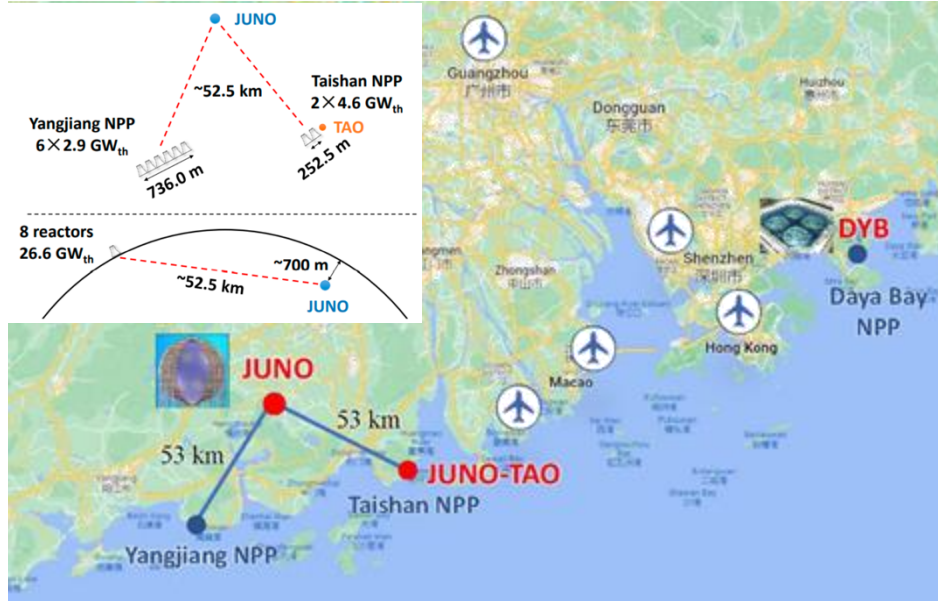 JUNO
~52.5 km
Taishan NPP
2×4.6 GWth
TAO
Yangjiang NPP
6×2.9 GWth
736.0 m
252.5 m
8 reactors
26.6 GWth
~700 m
~52.5 km
JUNO
Guangzhou
广州市
Huizhou
惠州市
Dongguan
东莞市
Zhongshan
中山市
Shenzhen
深圳市
DYB
Daya Bay
NPP
Hong Kong
Macao
JUNO
53 km
53 km
JUNO-TAO
Taishan NPP
Yangjiang NPP